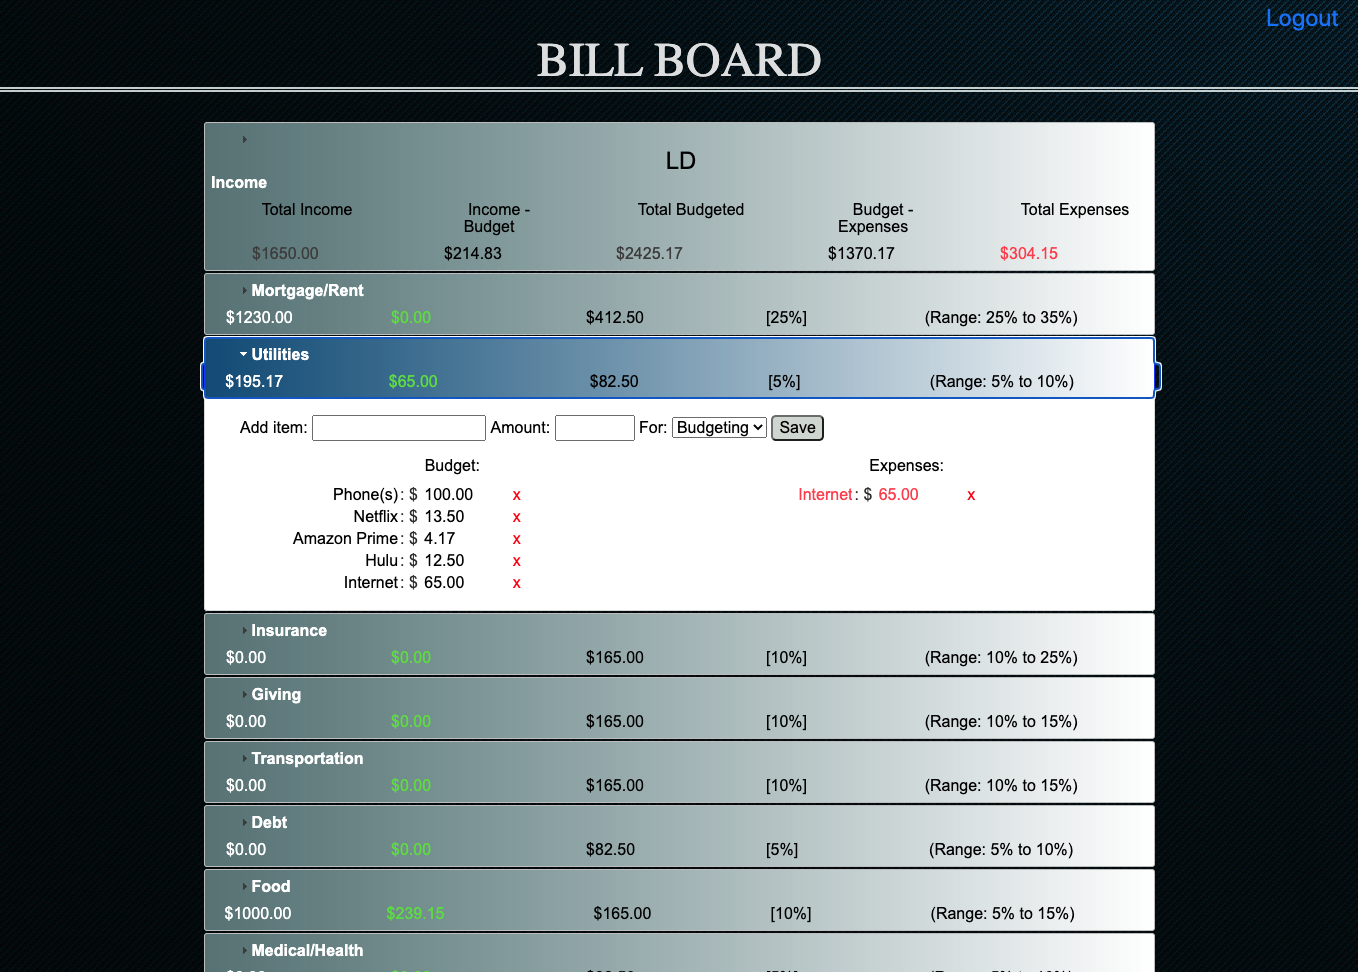 Logout
BILL BOARD
LD
Income
Total Income Income - Budget Total Budgeted Budget - Expenses Total Expenses
$1650.00 $214.83 $2425.17 $1370.17 $304.15
Mortgage/Rent
$1230.00 $0.00 $412.50 [25%] (Range: 25% to 35%)
Utilities
$195.17 $65.00 $82.50 [5%] (Range: 5% to 10%)
Add item: Amount: For: Budgeting Save
Budget: Expenses:
Phone(s): $ 100.00 x Internet: $ 65.00 x
Netflix: $ 13.50 x
Amazon Prime: $ 4.17 x
Hulu: $ 12.50 x
Internet: $ 65.00 x
Insurance
$0.00 $0.00 $165.00 [10%] (Range: 10% to 25%)
Giving
$0.00 $0.00 $165.00 [10%] (Range: 10% to 15%)
Transportation
$0.00 $0.00 $165.00 [10%] (Range: 10% to 15%)
Debt
$0.00 $0.00 $82.50 [5%] (Range: 5% to 10%)
Food
$1000.00 $239.15 $165.00 [10%] (Range: 5% to 15%)
Medical/Health